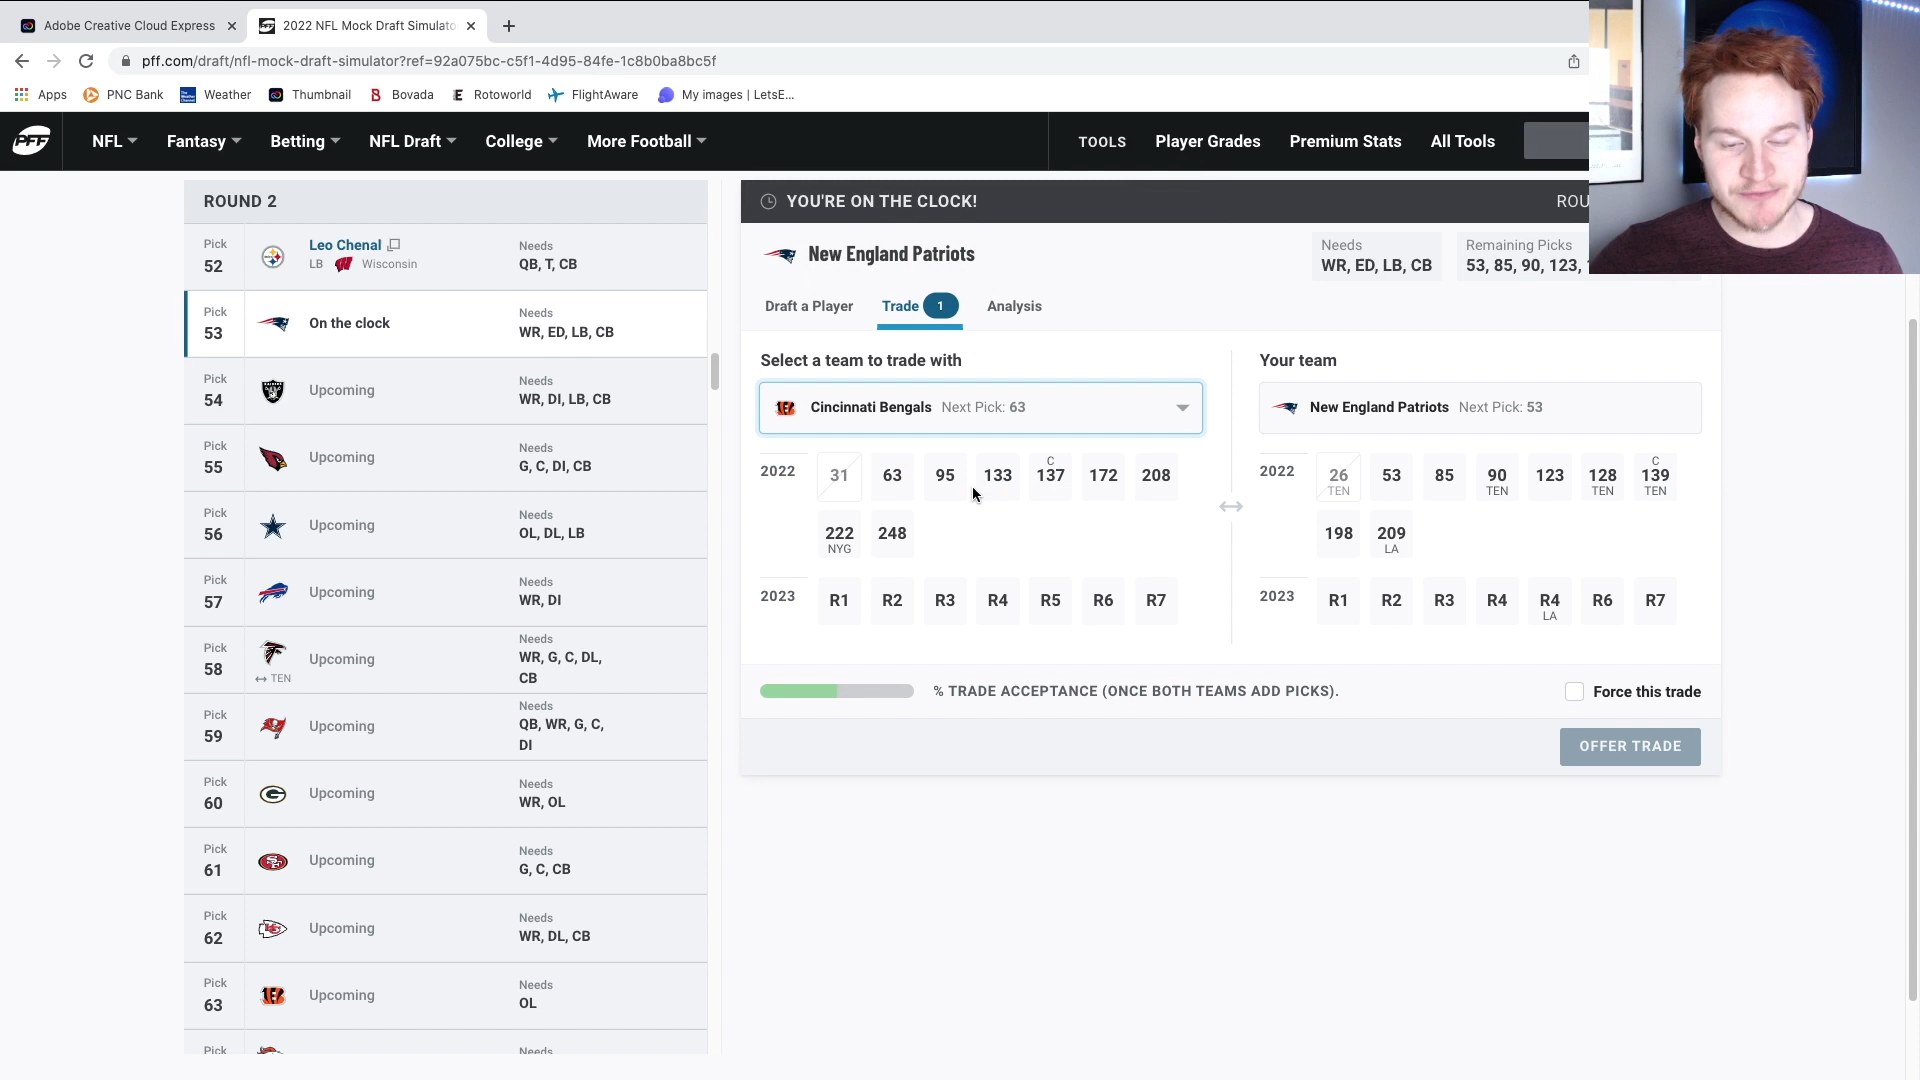 Adobe Creative Cloud Express
2022 NFL Mock Draft Simulato
pff.com/draft/nfl-mock-draft-simulator?ref=92a075bc-c5f1-4d95-84fe-1c8b0ba8bc5f
Apps
PNC Bank
Weather
Thumbnail
Bovada
Rotoworld
FlightAware
My images | LetsE...
PFF
NFL
Fantasy
Betting
NFL Draft
College
More Football
TOOLS
Player Grades
Premium Stats
All Tools
ROUND 2
Pick
52
Leo Chenal
LB Wisconsin
Needs
QB, T, CB
Pick
53
On the clock
Needs
WR, ED, LB, CB
Pick
54
Upcoming
Needs
WR, DI, LB, CB
Pick
55
Upcoming
Needs
G, C, DI, CB
Pick
56
Upcoming
Needs
OL, DL, LB
Pick
57
Upcoming
Needs
WR, DI
Pick
58
TEN
Upcoming
Needs
WR, G, C, DL,
CB
Pick
59
Upcoming
Needs
QB, WR, G, C,
DI
Pick
60
Upcoming
Needs
WR, OL
Pick
61
Upcoming
Needs
G, C, CB
Pick
62
Upcoming
Needs
WR, DL, CB
Pick
63
Upcoming
Needs
OL
Pick
Needs
YOU'RE ON THE CLOCK!
ROU
New England Patriots
Needs
WR, ED, LB, CB
Remaining Picks
53, 85, 90, 123,
Draft a Player
Trade 1
Analysis
Select a team to trade with
Cincinnati Bengals Next Pick: 63
2022
31 63 95 133 C 137 172 208
222 NYG 248
2023
R1 R2 R3 R4 R5 R6 R7
Your team
New England Patriots Next Pick: 53
2022
26 TEN 53 85 90 TEN 123 128 TEN C 139 TEN
198 209 LA
2023
R1 R2 R3 R4 R4 LA R6 R7
% TRADE ACCEPTANCE (ONCE BOTH TEAMS ADD PICKS).
Force this trade
OFFER TRADE